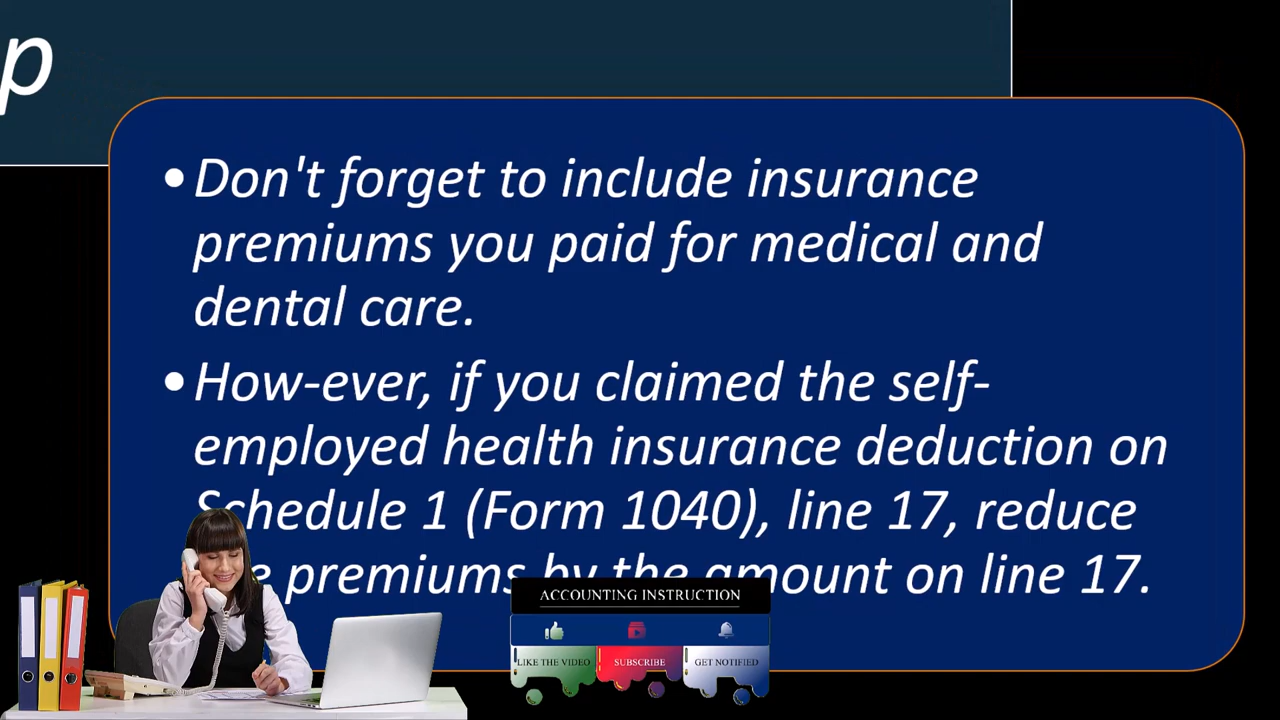 p
Don't forget to include insurance
premiums you paid for medical and
dental care.
How-ever, if you claimed the self-
employed health insurance deduction on
Schedule 1 (Form 1040), line 17, reduce
premiums by the amount on line 17.
ACCOUNTING INSTRUCTION
LIKE THE VIDEO
SUBSCRIBE
GET NOTIFIED